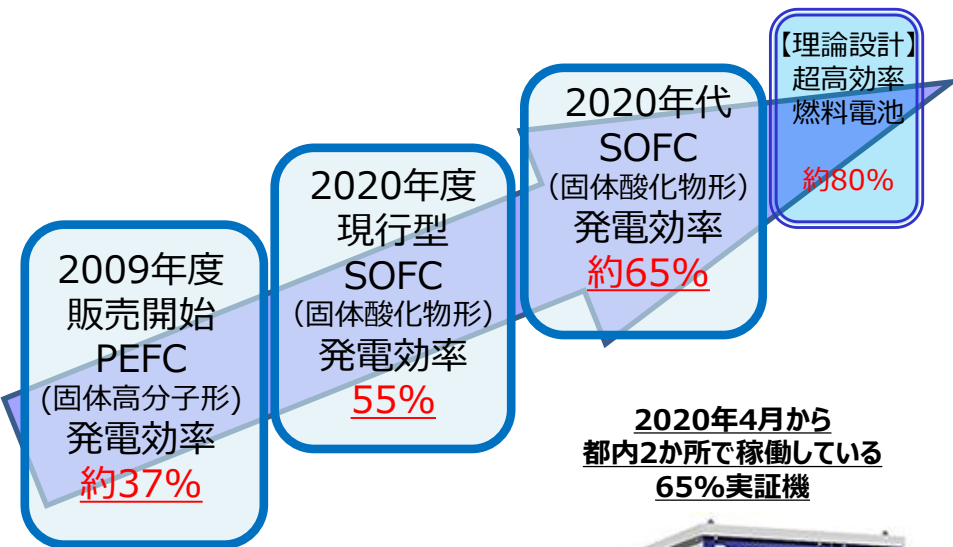 2009年度
販売開始
PEFC
(固体高分子形)
発電効率
約37%
2020年度
現行型
SOFC
（固体酸化物形）
発電効率
55%
2020年代
SOFC
（固体酸化物形）
発電効率
約65%
【理論設計】
超高効率
燃料電池
約80%
2020年4月から
都内2か所で稼働している
65%実証機